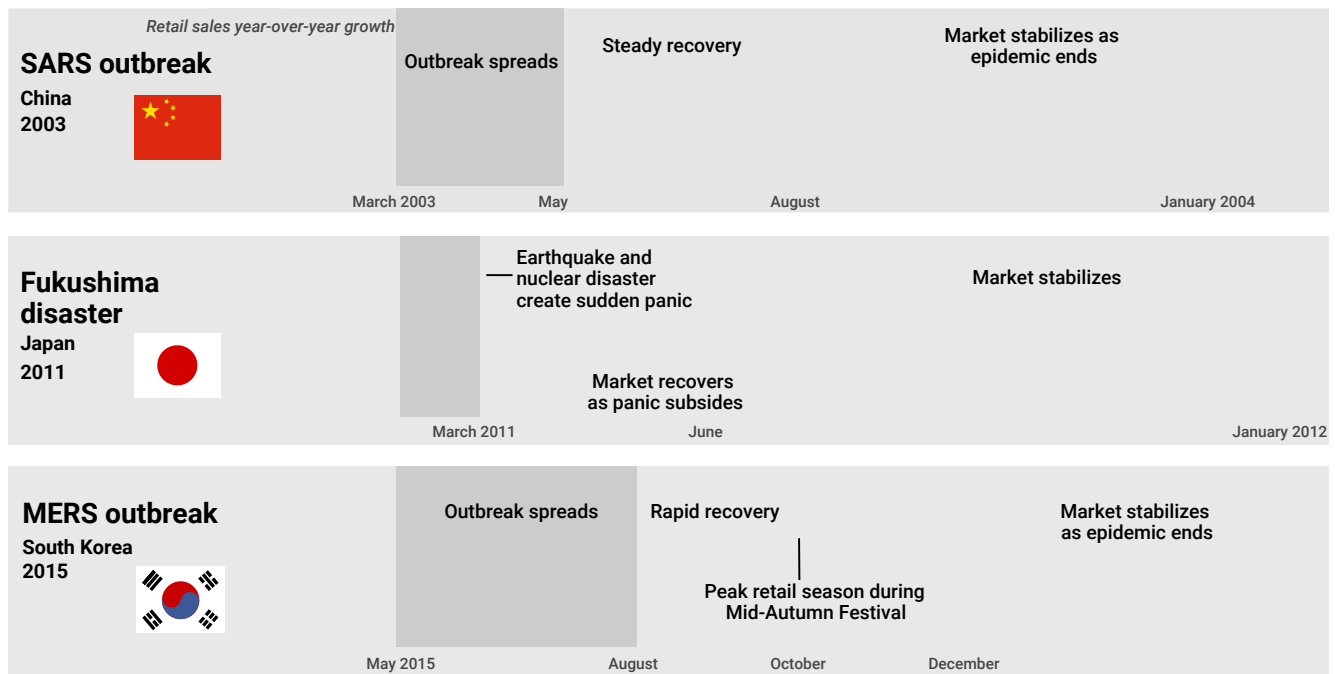 Retail sales year-over-year growth
SARS outbreak
China
2003
Outbreak spreads
Steady recovery
Market stabilizes as
epidemic ends
March 2003
May
August
January 2004
Fukushima
disaster
Japan
2011
Earthquake and
nuclear disaster
create sudden panic
Market stabilizes
Market recovers
as panic subsides
March 2011
June
January 2012
MERS outbreak
South Korea
2015
Outbreak spreads
Rapid recovery
Peak retail season during
Mid-Autumn Festival
Market stabilizes
as epidemic ends
May 2015
August
October
December